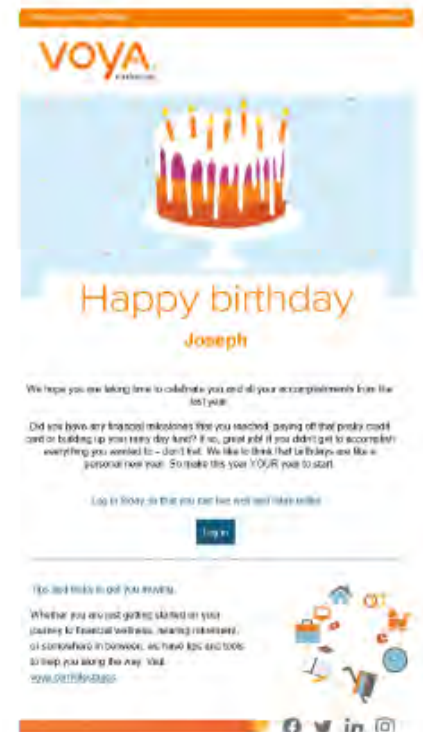 VOYA
Happy birthday
Joseph
We hope you are taking time to celebrate you and all your accomplishments from the
last year.
Did you have any financial milestones that you reached, paying off that pesky credit
card or building up your rainy day fund? If so, great job! If you didn't get to accomplish
everything you wanted to – don't fret. We like to think that birthdays are like a
personal new year. So make this year YOUR year to start.
Log in today so that you can live well and
Log in
Tips and tricks to get you moving.
Whether you are just getting started on your
journey to financial wellness, nearing retirement,
or somewhere in between, we have tips and tools
to help you along the way. Visit